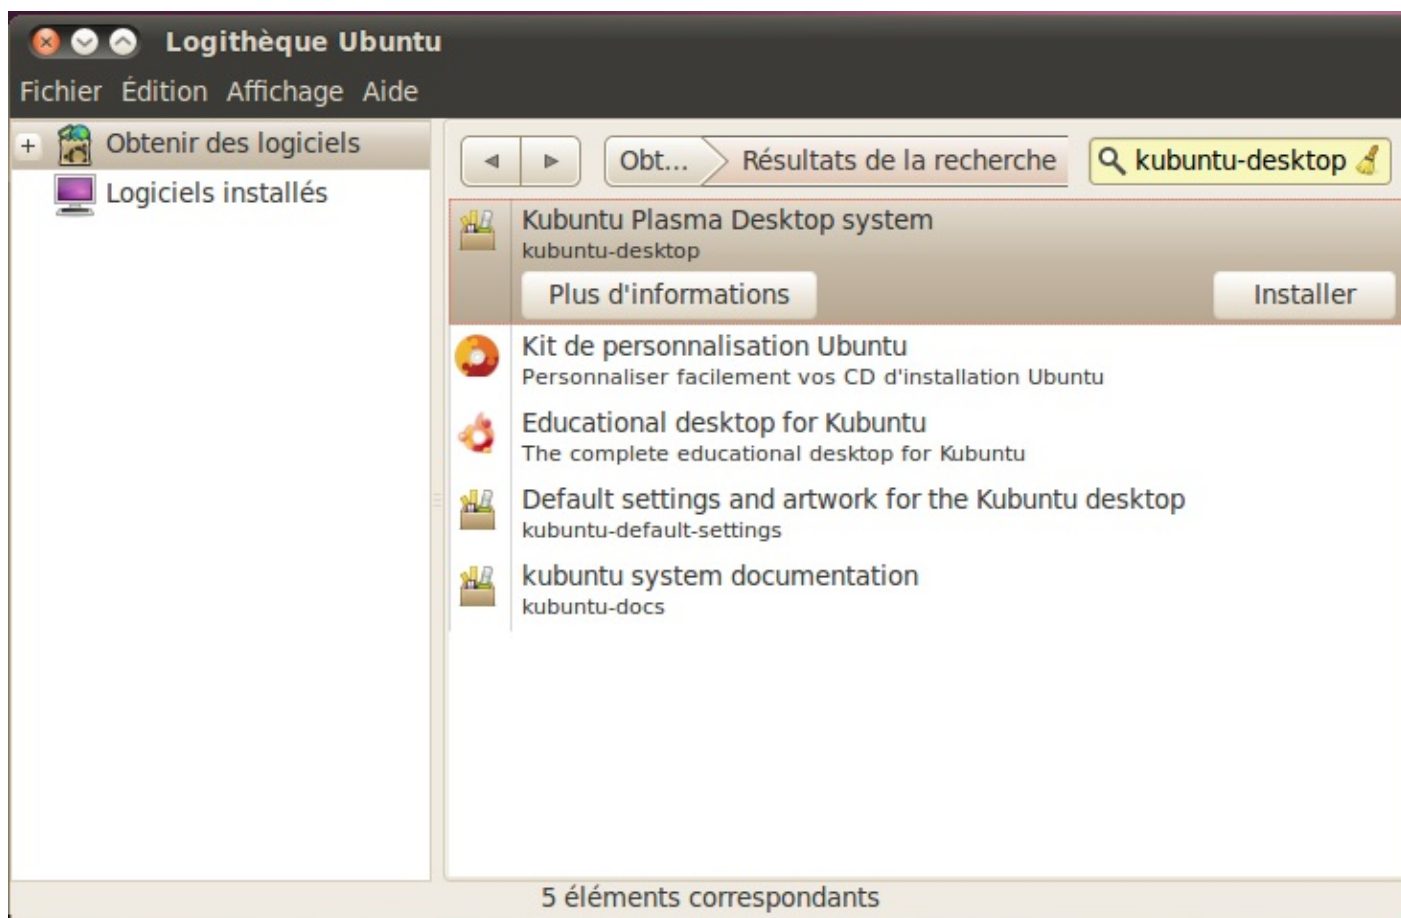 Logithèque Ubuntu
Fichier Édition Affichage Aide
Obtenir des logiciels
Logiciels installés
Obt... Résultats de la recherche kubuntu-desktop
Kubuntu Plasma Desktop system
kubuntu-desktop
Plus d'informations Installer
Kit de personnalisation Ubuntu
Personnaliser facilement vos CD d'installation Ubuntu
Educational desktop for Kubuntu
The complete educational desktop for Kubuntu
Default settings and artwork for the Kubuntu desktop
kubuntu-default-settings
kubuntu system documentation
kubuntu-docs
5 éléments correspondants